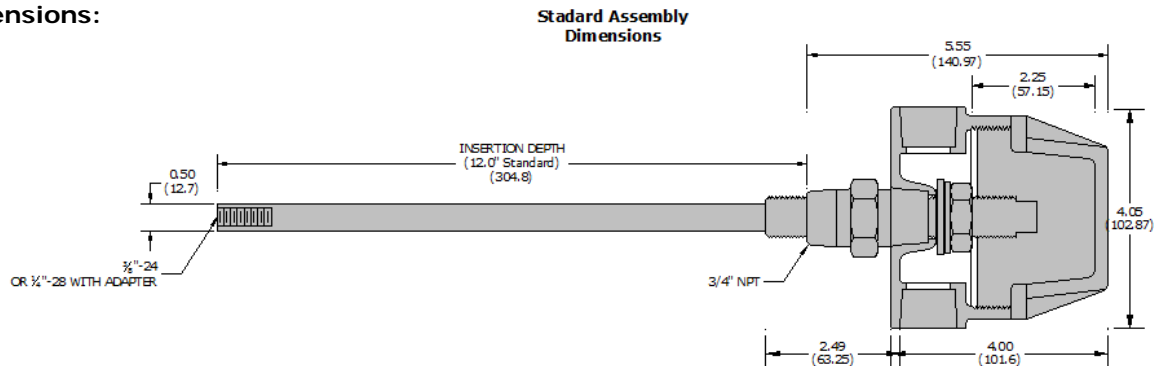 ensions:
Stadard Assembly
Dimensions
5.55
(140.97)
2.25
(57.15)
INSERTION DEPTH
(12.0" Standard)
(304.8)
0.50
(12.7)
4.05
(102.87)
⅜"-24
OR ¼"-28 WITH ADAPTER
3/4" NPT
2.49
(63.25)
4.00
(101.6)